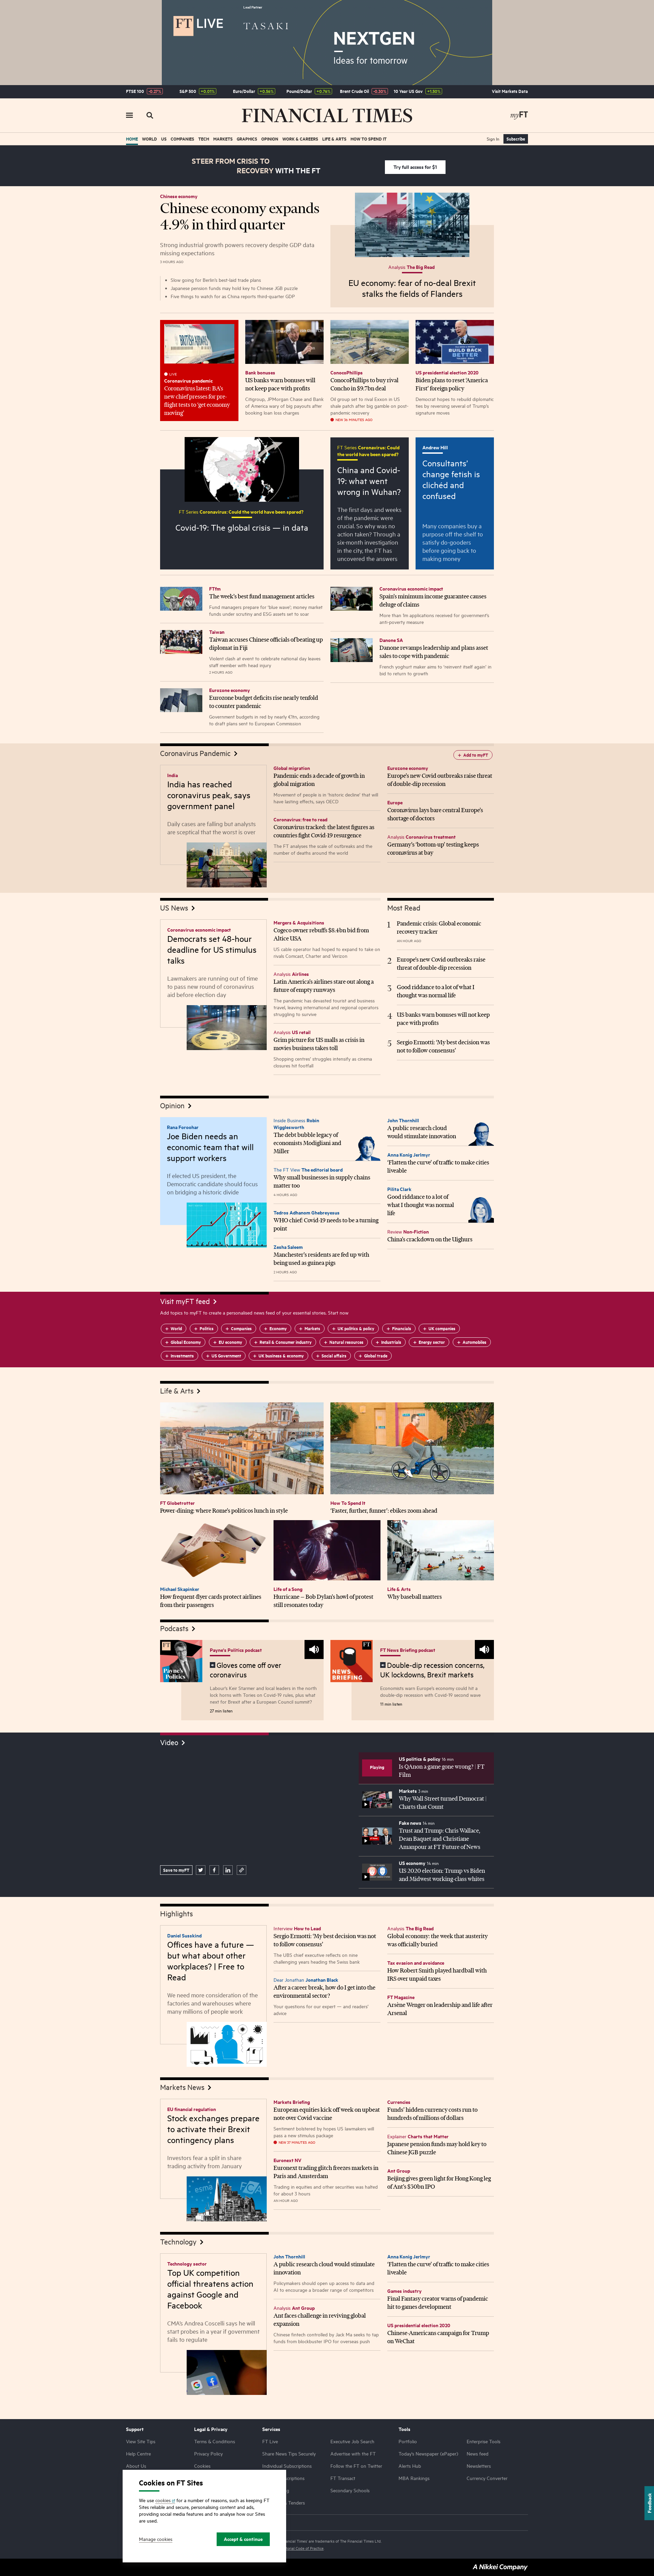 FT LIVE
Lead Partner
TASAKI
NEXTGEN
Ideas for tomorrow
FTSE 100 -0.27%
S&P 500 +0.01%
Euro/Dollar +0.56%
Pound/Dollar +0.76%
Brent Crude Oil -0.30%
10 Year US Gov +1.80%
Visit Markets Data
FINANCIAL TIMES
myFT
HOME WORLD US COMPANIES TECH MARKETS GRAPHICS OPINION WORK & CAREERS LIFE & ARTS HOW TO SPEND IT
Sign In
Subscribe
STEER FROM CRISIS TO
RECOVERY WITH THE FT
Try full access for $1
Chinese economy
Chinese economy expands
4.9% in third quarter
Strong industrial growth powers recovery despite GDP data
missing expectations
3 HOURS AGO
Slow going for Berlin's best-laid trade plans
Japanese pension funds may hold key to Chinese JGB puzzle
Five things to watch for as China reports third-quarter GDP
Analysis The Big Read
EU economy: fear of no-deal Brexit
stalks the fields of Flanders
LIVE
Coronavirus pandemic
Coronavirus latest: BA's
new chief presses for pre-
flight tests to 'get economy
moving'
Bank bonuses
US banks warn bonuses will
not keep pace with profits
Citigroup, JPMorgan Chase and Bank
of America wary of big payouts after
booking loan loss charges
ConocoPhillips
ConocoPhillips to buy rival
Concho in $9.7bn deal
Oil group set to rival Exxon in US
shale patch after big gamble on post-
pandemic recovery
NEW 36 MINUTES AGO
US presidential election 2020
Biden plans to reset 'America
First' foreign policy
Democrat hopes to rebuild diplomatic
ties by reversing several of Trump's
signature moves
BUILD BACK
BETTER
FT Series Coronavirus: Could the world have been spared?
Covid-19: The global crisis — in data
FT Series Coronavirus: Could
the world have been spared?
China and Covid-
19: what went
wrong in Wuhan?
The first days and weeks
of the pandemic were
crucial. So why was no
action taken? Through a
six-month investigation
in the city, the FT has
uncovered the answers
Andrew Hill
Consultants'
change fetish is
clichéd and
confused
Many companies buy a
purpose off the shelf to
satisfy do-gooders
before going back to
making money
FTfm
The week's best fund management articles
Fund managers prepare for 'blue wave'; money market
funds under scrutiny and ESG assets set to soar
Taiwan
Taiwan accuses Chinese officials of beating up
diplomat in Fiji
Violent clash at event to celebrate national day leaves
staff member with head injury
2 HOURS AGO
Eurozone economy
Eurozone budget deficits rise nearly tenfold
to counter pandemic
Government budgets in red by nearly €1tn, according
to draft plans sent to European Commission
Coronavirus economic impact
Spain's minimum income guarantee causes
deluge of claims
More than 1m applications received for government's
anti-poverty measure
Danone SA
Danone revamps leadership and plans asset
sales to cope with pandemic
French yoghurt maker aims to 'reinvent itself again' in
bid to return to growth
Coronavirus Pandemic
Add to myFT
India
India has reached
coronavirus peak, says
government panel
Daily cases are falling but analysts
are sceptical that the worst is over
Global migration
Pandemic ends a decade of growth in
global migration
Movement of people is in 'historic decline' that will
have lasting effects, says OECD
Coronavirus: free to read
Coronavirus tracked: the latest figures as
countries fight Covid-19 resurgence
The FT analyses the scale of outbreaks and the
number of deaths around the world
Eurozone economy
Europe's new Covid outbreaks raise threat
of double-dip recession
Europe
Coronavirus lays bare central Europe's
shortage of doctors
Analysis Coronavirus treatment
Germany's 'bottom-up' testing keeps
coronavirus at bay
US News
Coronavirus economic impact
Democrats set 48-hour
deadline for US stimulus
talks
Lawmakers are running out of time
to pass new round of coronavirus
aid before election day
Mergers & Acquisitions
Cogeco owner rebuffs $8.4bn bid from
Altice USA
US cable operator had hoped to expand to take on
rivals Comcast, Charter and Verizon
Analysis Airlines
Latin America's airlines stare out along a
future of empty runways
The pandemic has devasted tourist and business
travel, leaving international and regional operators
struggling to survive
Analysis US retail
Grim picture for US malls as crisis in
movies business takes toll
Shopping centres' struggles intensify as cinema
closures hit footfall
Most Read
1 Pandemic crisis: Global economic
recovery tracker
AN HOUR AGO
2 Europe's new Covid outbreaks raise
threat of double-dip recession
3 Good riddance to a lot of what I
thought was normal life
4 US banks warn bonuses will not keep
pace with profits
5 Sergio Ermotti: 'My best decision was
not to follow consensus'
Opinion
Rana Foroohar
Joe Biden needs an
economic team that will
support workers
If elected US president, the
Democratic candidate should focus
on bridging a historic divide
Inside Business Robin
Wigglesworth
The debt bubble legacy of
economists Modigliani and
Miller
The FT View The editorial board
Why small businesses in supply chains
matter too
4 HOURS AGO
Tedros Adhanom Ghebreyesus
WHO chief: Covid-19 needs to be a turning
point
Zesha Saleem
Manchester's residents are fed up with
being used as guinea pigs
2 HOURS AGO
John Thornhill
A public research cloud
would stimulate innovation
Anna Konig Jerlmyr
'Flatten the curve' of traffic to make cities
liveable
Pilita Clark
Good riddance to a lot of
what I thought was normal
life
Review Non-Fiction
China's crackdown on the Uighurs
Visit myFT feed
Add topics to myFT to create a personalised news feed of your essential stories. Start now
World
Politics
Companies
Economy
Markets
UK politics & policy
Financials
UK companies
Global Economy
EU economy
Retail & Consumer industry
Natural resources
Industrials
Energy sector
Automobiles
Investments
US Government
UK business & economy
Social affairs
Global trade
Life & Arts
FT Globetrotter
Power-dining: where Rome's politicos lunch in style
How To Spend It
'Faster, further, funner': ebikes zoom ahead
Michael Skapinker
How frequent-flyer cards protect airlines
from their passengers
Life of a Song
Hurricane – Bob Dylan's howl of protest
still resonates today
Life & Arts
Why baseball matters
Podcasts
FT
Payne's
Politics
Payne's Politics podcast
Gloves come off over
coronavirus
Labour's Keir Starmer and local leaders in the north
lock horns with Tories on Covid-19 rules, plus what
next for Brexit after a European Council summit?
27 min listen
FT
NEWS
BRIEFING
FT News Briefing podcast
Double-dip recession concerns,
UK lockdowns, Brexit markets
Economists warn Europe's economy could hit a
double-dip recession with Covid-19 second wave
11 min listen
Video
Save to myFT
Playing
US politics & policy 16 min
Is QAnon a game gone wrong? | FT
Film
Markets 3 min
Why Wall Street turned Democrat |
Charts that Count
Fake news 14 min
Trust and Trump: Chris Wallace,
Dean Baquet and Christiane
Amanpour at FT Future of News
US economy 16 min
US 2020 election: Trump vs Biden
and Midwest working-class whites
Highlights
Daniel Susskind
Offices have a future —
but what about other
workplaces? | Free to
Read
We need more consideration of the
factories and warehouses where
many millions of people work
Interview How to Lead
Sergio Ermotti: 'My best decision was not
to follow consensus'
The UBS chief executive reflects on nine
challenging years heading the Swiss bank
Dear Jonathan Jonathan Black
After a career break, how do I get into the
environmental sector?
Your questions for our expert — and readers'
advice
Analysis The Big Read
Global economy: the week that austerity
was officially buried
Tax evasion and avoidance
How Robert Smith played hardball with
IRS over unpaid taxes
FT Magazine
Arsène Wenger on leadership and life after
Arsenal
Markets News
EU financial regulation
Stock exchanges prepare
to activate their Brexit
contingency plans
Investors fear a split in share
trading activity from January
esma
FCA
Markets Briefing
European equities kick off week on upbeat
note over Covid vaccine
Sentiment bolstered by hopes US lawmakers will
pass a new stimulus package
NEW 37 MINUTES AGO
Euronext NV
Euronext trading glitch freezes markets in
Paris and Amsterdam
Trading in equities and other securities was halted
for about 3 hours
AN HOUR AGO
Currencies
Funds' hidden currency costs run to
hundreds of millions of dollars
Explainer Charts that Matter
Japanese pension funds may hold key to
Chinese JGB puzzle
Ant Group
Beijing gives green light for Hong Kong leg
of Ant's $30bn IPO
Technology
Technology sector
Top UK competition
official threatens action
against Google and
Facebook
CMA's Andrea Coscelli says he will
start probes in a year if government
fails to regulate
John Thornhill
A public research cloud would stimulate
innovation
Policymakers should open up access to data and
AI to encourage a broader range of competitors
Analysis Ant Group
Ant faces challenge in reviving global
expansion
Chinese fintech controlled by Jack Ma seeks to tap
funds from blockbuster IPO for overseas push
Anna Konig Jerlmyr
'Flatten the curve' of traffic to make cities
liveable
Games industry
Final Fantasy creator warns of pandemic
hit to games development
US presidential election 2020
Chinese-Americans campaign for Trump
on WeChat
Support
View Site Tips
Help Centre
About Us
Legal & Privacy
Terms & Conditions
Privacy Policy
Cookies
Services
FT Live
Share News Tips Securely
Individual Subscriptions
Executive Job Search
Advertise with the FT
Follow the FT on Twitter
FT Transact
Secondary Schools
Tools
Portfolio
Today's Newspaper (ePaper)
Alerts Hub
MBA Rankings
Enterprise Tools
News feed
Newsletters
Currency Converter
Tenders
Cookies on FT Sites
We use cookies for a number of reasons, such as keeping FT
Sites reliable and secure, personalising content and ads,
providing social media features and to analyse how our Sites
are used.
Manage cookies
Accept & continue
Feedback
A Nikkei Company